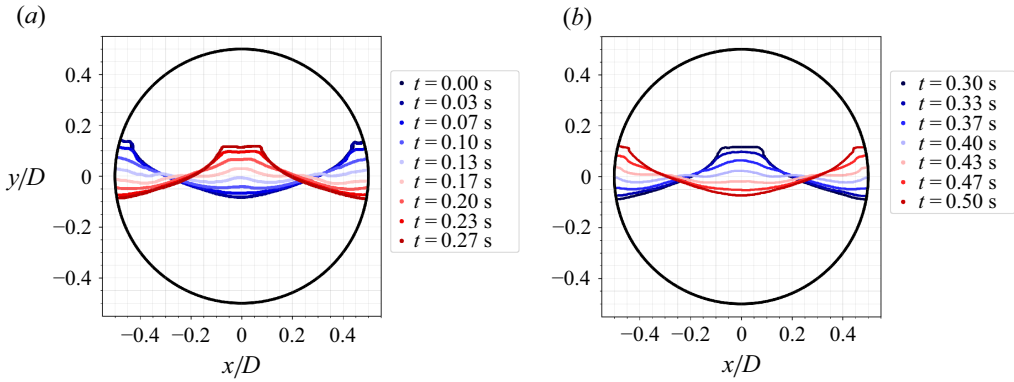 (a)
(b)
y/D
0.4
0.2
0
−0.2
−0.4
−0.4 −0.2 0 0.2 0.4
x/D
t = 0.00 s
t = 0.03 s
t = 0.07 s
t = 0.10 s
t = 0.13 s
t = 0.17 s
t = 0.20 s
t = 0.23 s
t = 0.27 s
0.4
0.2
0
−0.2
−0.4
−0.4 −0.2 0 0.2 0.4
x/D
t = 0.30 s
t = 0.33 s
t = 0.37 s
t = 0.40 s
t = 0.43 s
t = 0.47 s
t = 0.50 s